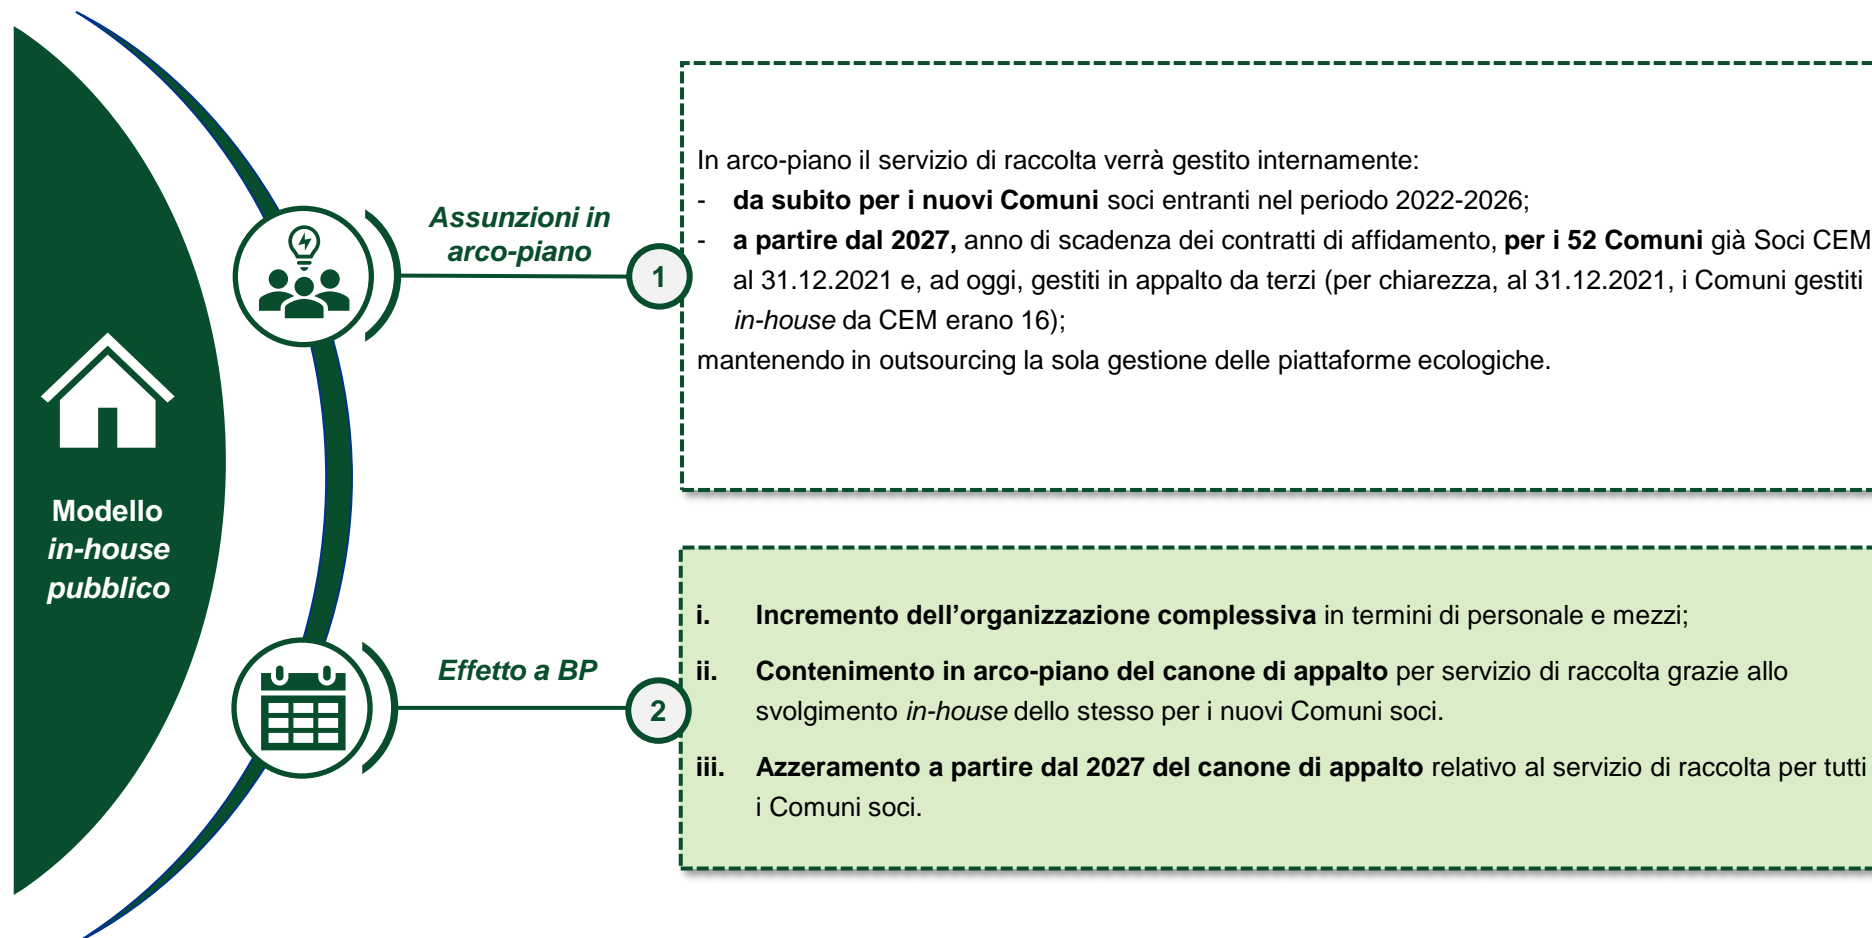 Modello
in-house
pubblico
Assunzioni in
arco-piano
1
In arco-piano il servizio di raccolta verrà gestito internamente:
- da subito per i nuovi Comuni soci entranti nel periodo 2022-2026;
- a partire dal 2027, anno di scadenza dei contratti di affidamento, per i 52 Comuni già Soci CEM
al 31.12.2021 e, ad oggi, gestiti in appalto da terzi (per chiarezza, al 31.12.2021, i Comuni gestiti
in-house da CEM erano 16);
mantenendo in outsourcing la sola gestione delle piattaforme ecologiche.
Effetto a BP
2
i. Incremento dell’organizzazione complessiva in termini di personale e mezzi;
ii. Contenimento in arco-piano del canone di appalto per servizio di raccolta grazie allo
svolgimento in-house dello stesso per i nuovi Comuni soci.
iii. Azzeramento a partire dal 2027 del canone di appalto relativo al servizio di raccolta per tutti
i Comuni soci.